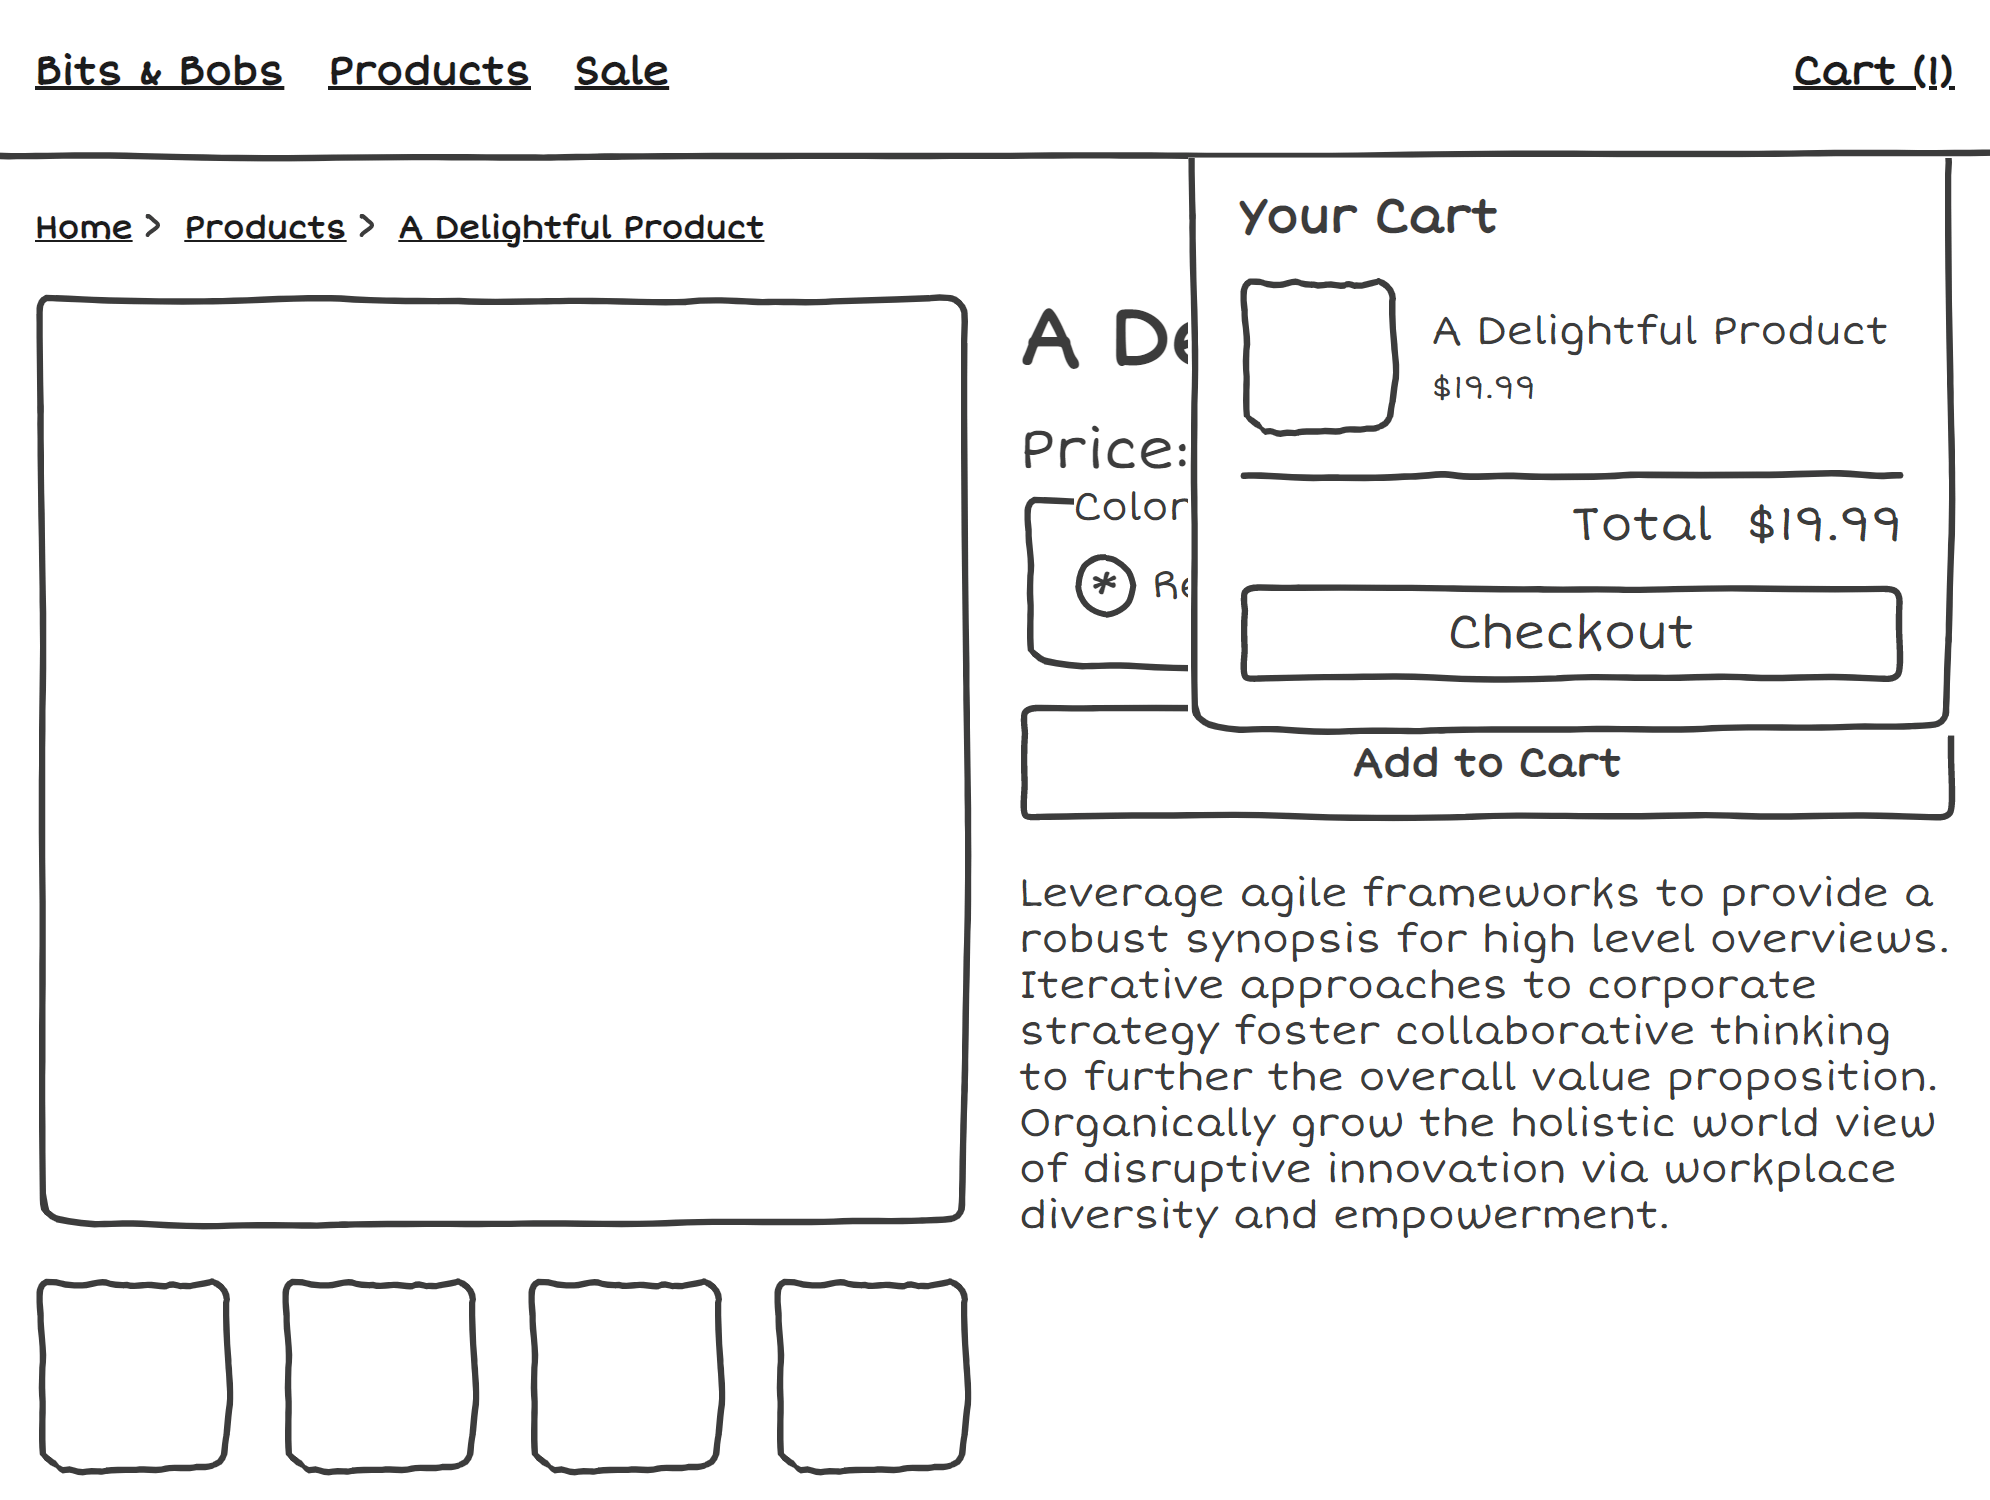 Bits & Bobs Products Sale Cart (1)
Home > Products > A Delightful Product
Your Cart
A Delightful Product
$19.99
Total $19.99
Checkout
A De
Price:
Color
* Re
Add to Cart
Leverage agile frameworks to provide a
robust synopsis for high level overviews.
Iterative approaches to corporate
strategy foster collaborative thinking
to further the overall value proposition.
Organically grow the holistic world view
of disruptive innovation via workplace
diversity and empowerment.